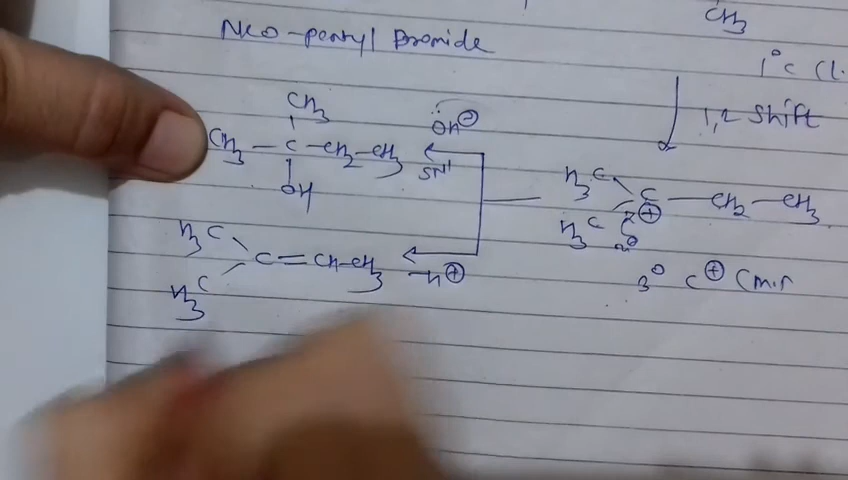 CH3
Neo-pentyl Bromide
1° C
1,2 shift
CH3
:OH⊖
CH3 — C — CH2 — CH3
SN1
OH
H3C
C⊕ — CH2 — CH3
H3C
H3C
C = CH — CH3
-H⊕
H3C
3° C⊕ (m.s